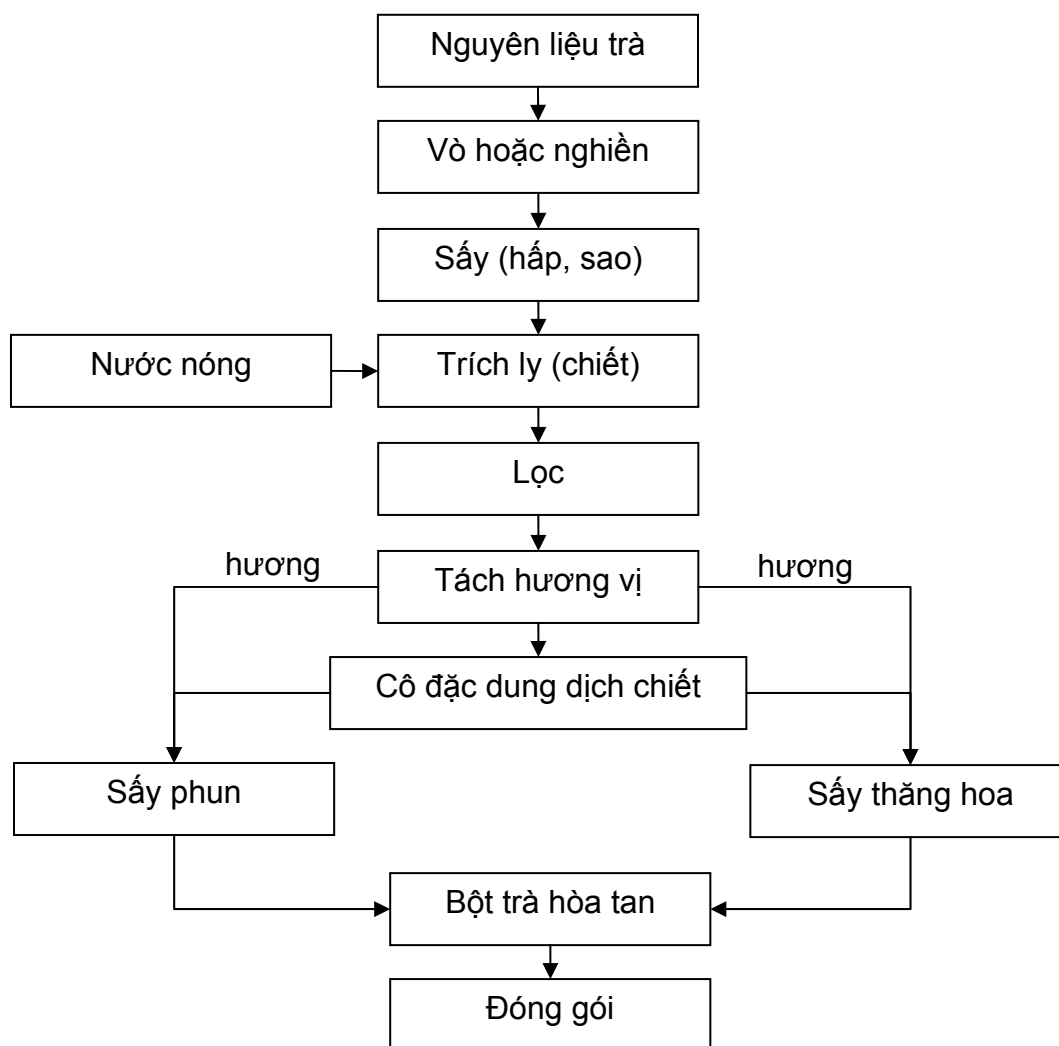 Nguyên liệu trà
Vò hoặc nghiền
Sấy (hấp, sao)
Nước nóng
Trích ly (chiết)
Lọc
hương
Tách hương vị
hương
Cô đặc dung dịch chiết
Sấy phun
Sấy thăng hoa
Bột trà hòa tan
Đóng gói